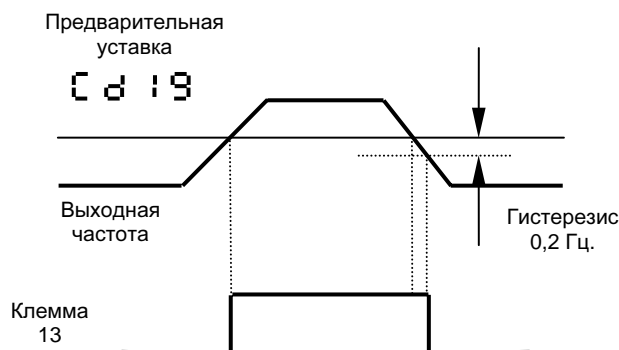 Предварительная
уставка
Cd19
Выходная
частота
Гистерезис
0,2 Гц.
Клемма
13